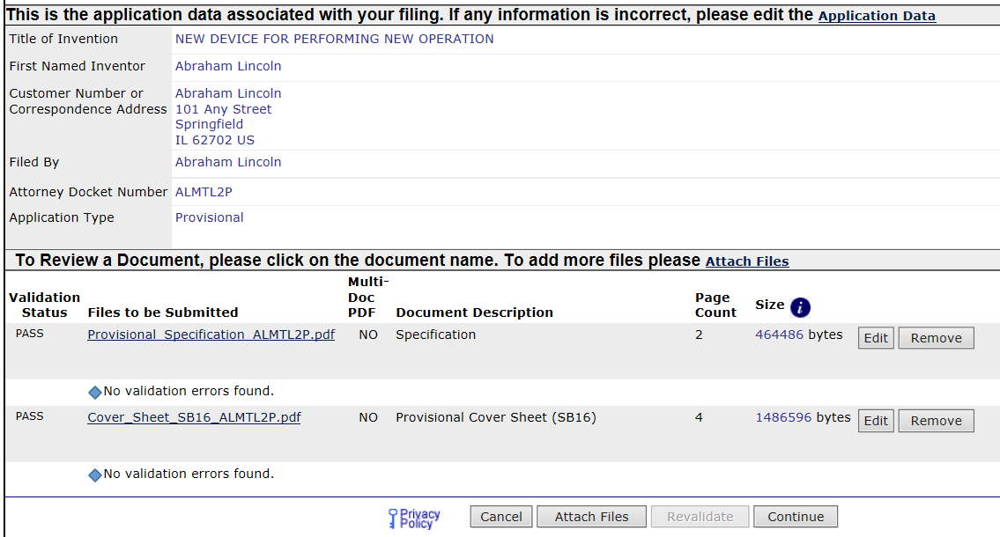 This is the application data associated with your filing. If any information is incorrect, please edit the Application Data
Title of Invention NEW DEVICE FOR PERFORMING NEW OPERATION
First Named Inventor Abraham Lincoln
Customer Number or Correspondence Address Abraham Lincoln
101 Any Street
Springfield
IL 62702 US
Filed By Abraham Lincoln
Attorney Docket Number ALMTL2P
Application Type Provisional
To Review a Document, please click on the document name. To add more files please Attach Files
Validation Status Files to be Submitted Multi-Doc PDF Document Description Page Count Size i
PASS Provisional_Specification_ALMTL2P.pdf NO Specification 2 464486 bytes Edit Remove
No validation errors found.
PASS Cover_Sheet_SB16_ALMTL2P.pdf NO Provisional Cover Sheet (SB16) 4 1486596 bytes Edit Remove
No validation errors found.
Privacy Policy Cancel Attach Files Revalidate Continue